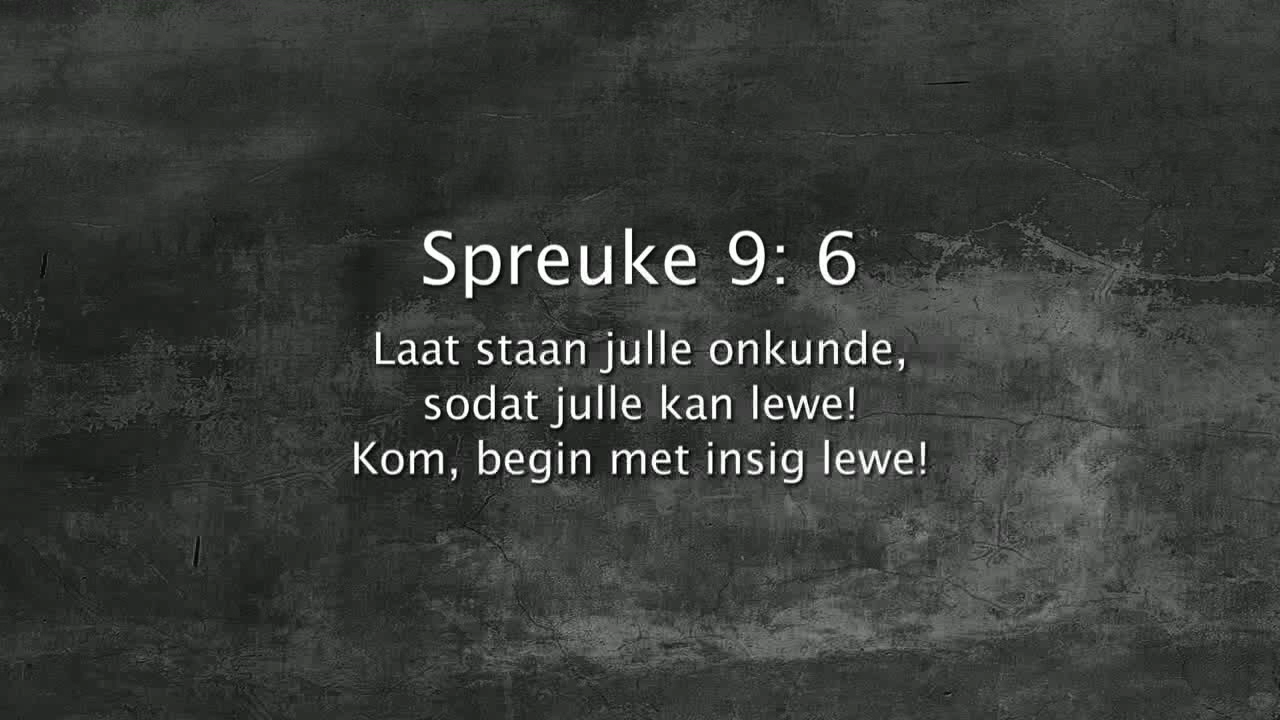 Spreuke 9: 6
Laat staan julle onkunde,
sodat julle kan lewe!
Kom, begin met insig lewe!